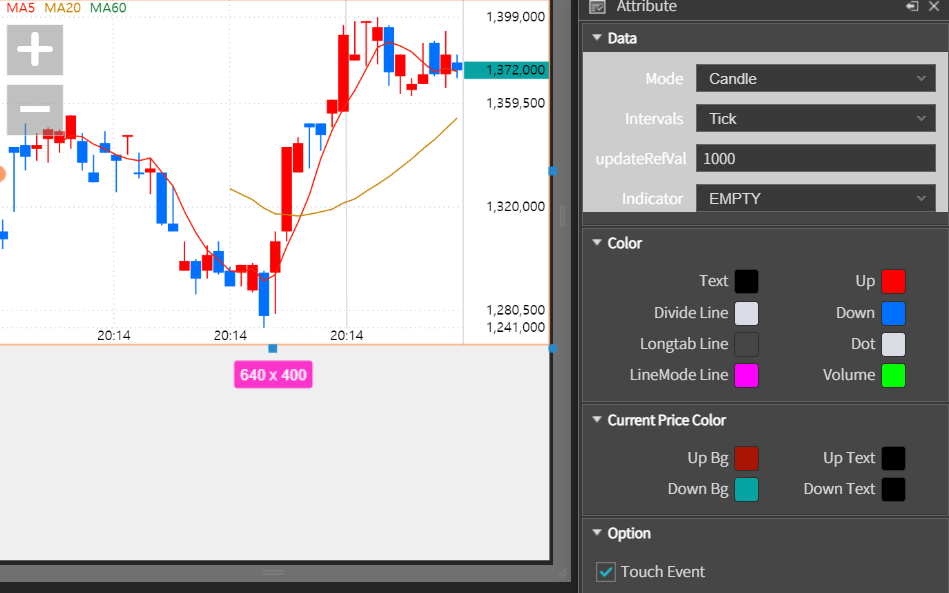 MA5 MA20 MA60
1,399,000
1,372,000
1,359,500
1,320,000
1,280,500
1,241,000
20:14 20:14 20:14
640 x 400
Attribute
Data
Mode Candle
Intervals Tick
updateRefVal 1000
Indicator EMPTY
Color
Text Up
Divide Line Down
Longtab Line Dot
LineMode Line Volume
Current Price Color
Up Bg Up Text
Down Bg Down Text
Option
Touch Event